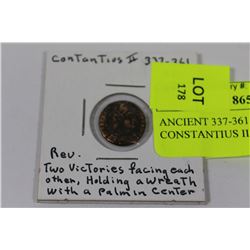 Contantius II 337-361
Rev.
Two Victories facing each
other, Holding a wreath
with a palm in center
LOT
178
ry #:
865
ANCIENT 337-361
CONSTANTIUS II